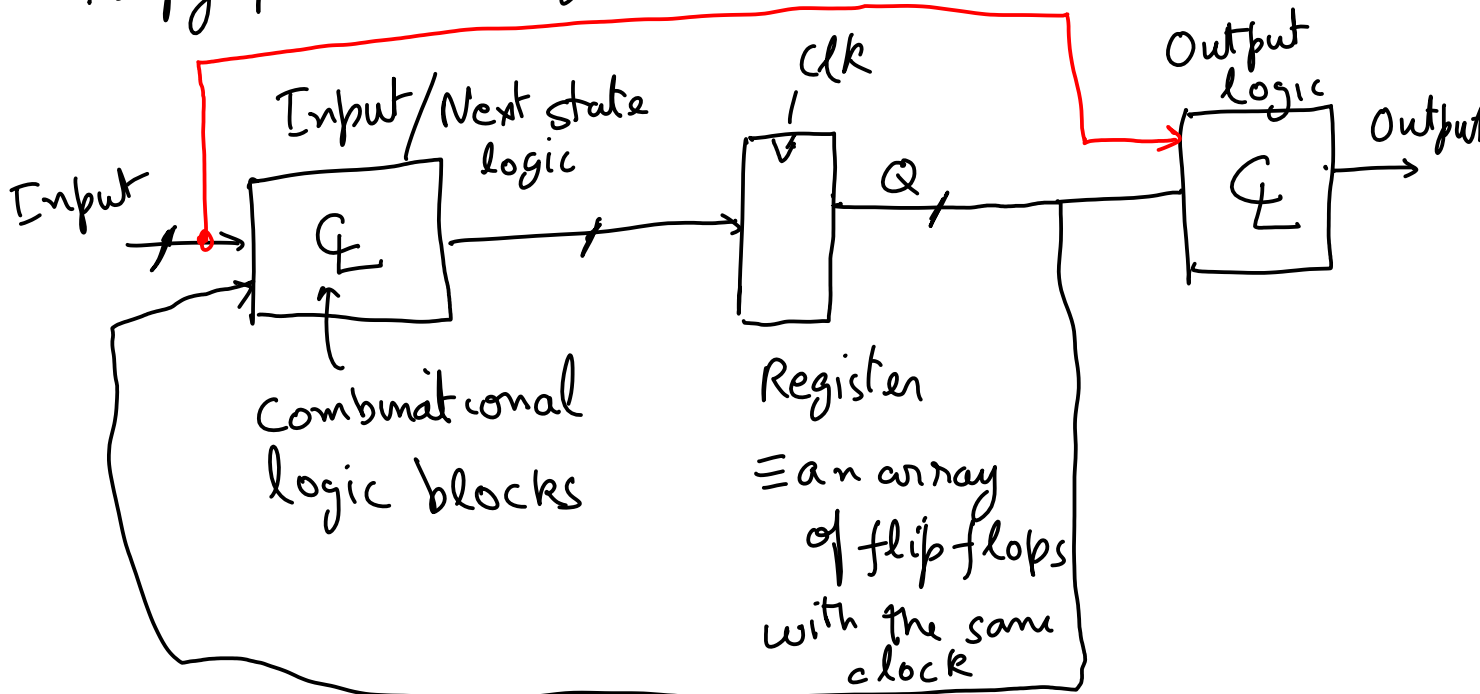 clk
Output
logic
Input/Next state
logic
Output
Input
CL
Q
CL
Combinational
logic blocks
Register
≡ an array
of flip flops
with the same
clock